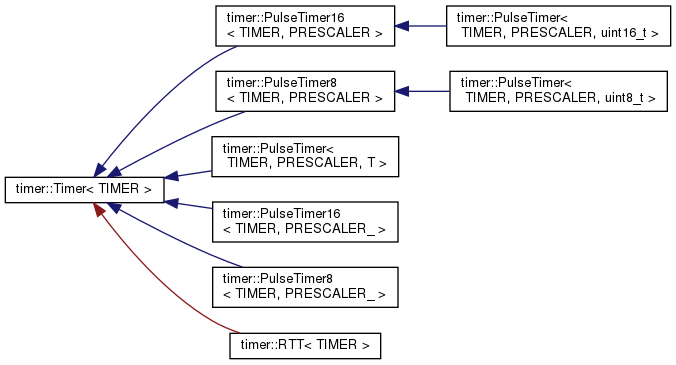 timer::PulseTimer16
< TIMER, PRESCALER >
timer::PulseTimer<
TIMER, PRESCALER, uint16_t >
timer::PulseTimer8
< TIMER, PRESCALER >
timer::PulseTimer<
TIMER, PRESCALER, uint8_t >
timer::PulseTimer<
TIMER, PRESCALER, T >
timer::Timer< TIMER >
timer::PulseTimer16
< TIMER, PRESCALER_ >
timer::PulseTimer8
< TIMER, PRESCALER_ >
timer::RTT< TIMER >